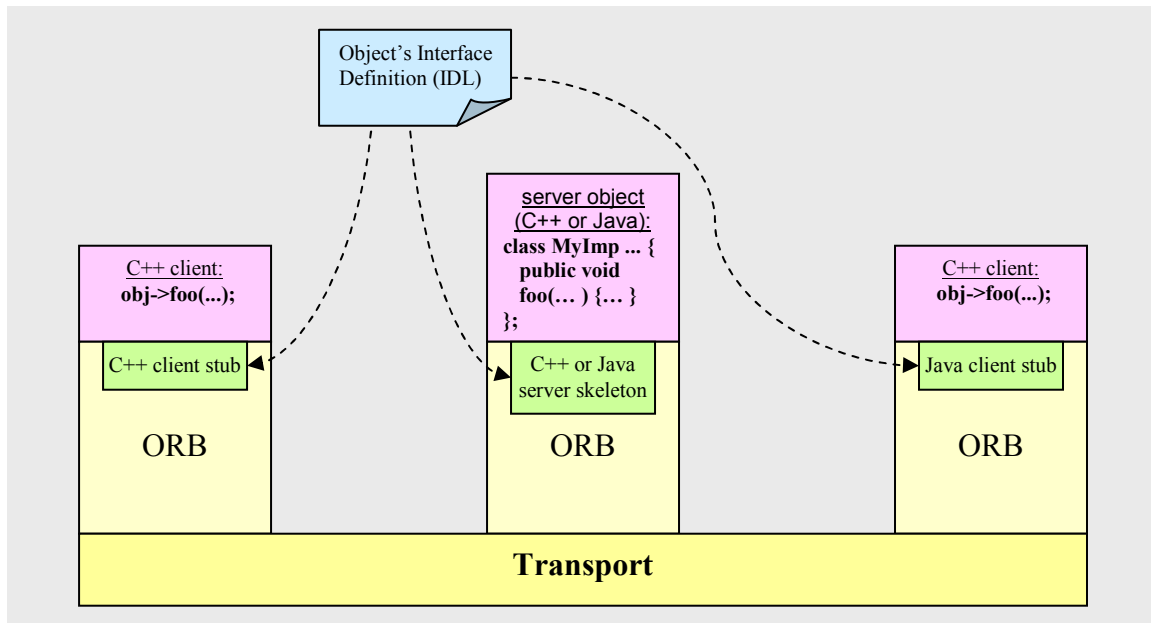 Object’s Interface
Definition (IDL)
server object
(C++ or Java):
class MyImp ... {
public void
foo(… ) {… }
};
C++ client:
obj->foo(...);
C++ client:
obj->foo(...);
C++ client stub
C++ or Java
server skeleton
Java client stub
ORB
ORB
ORB
Transport